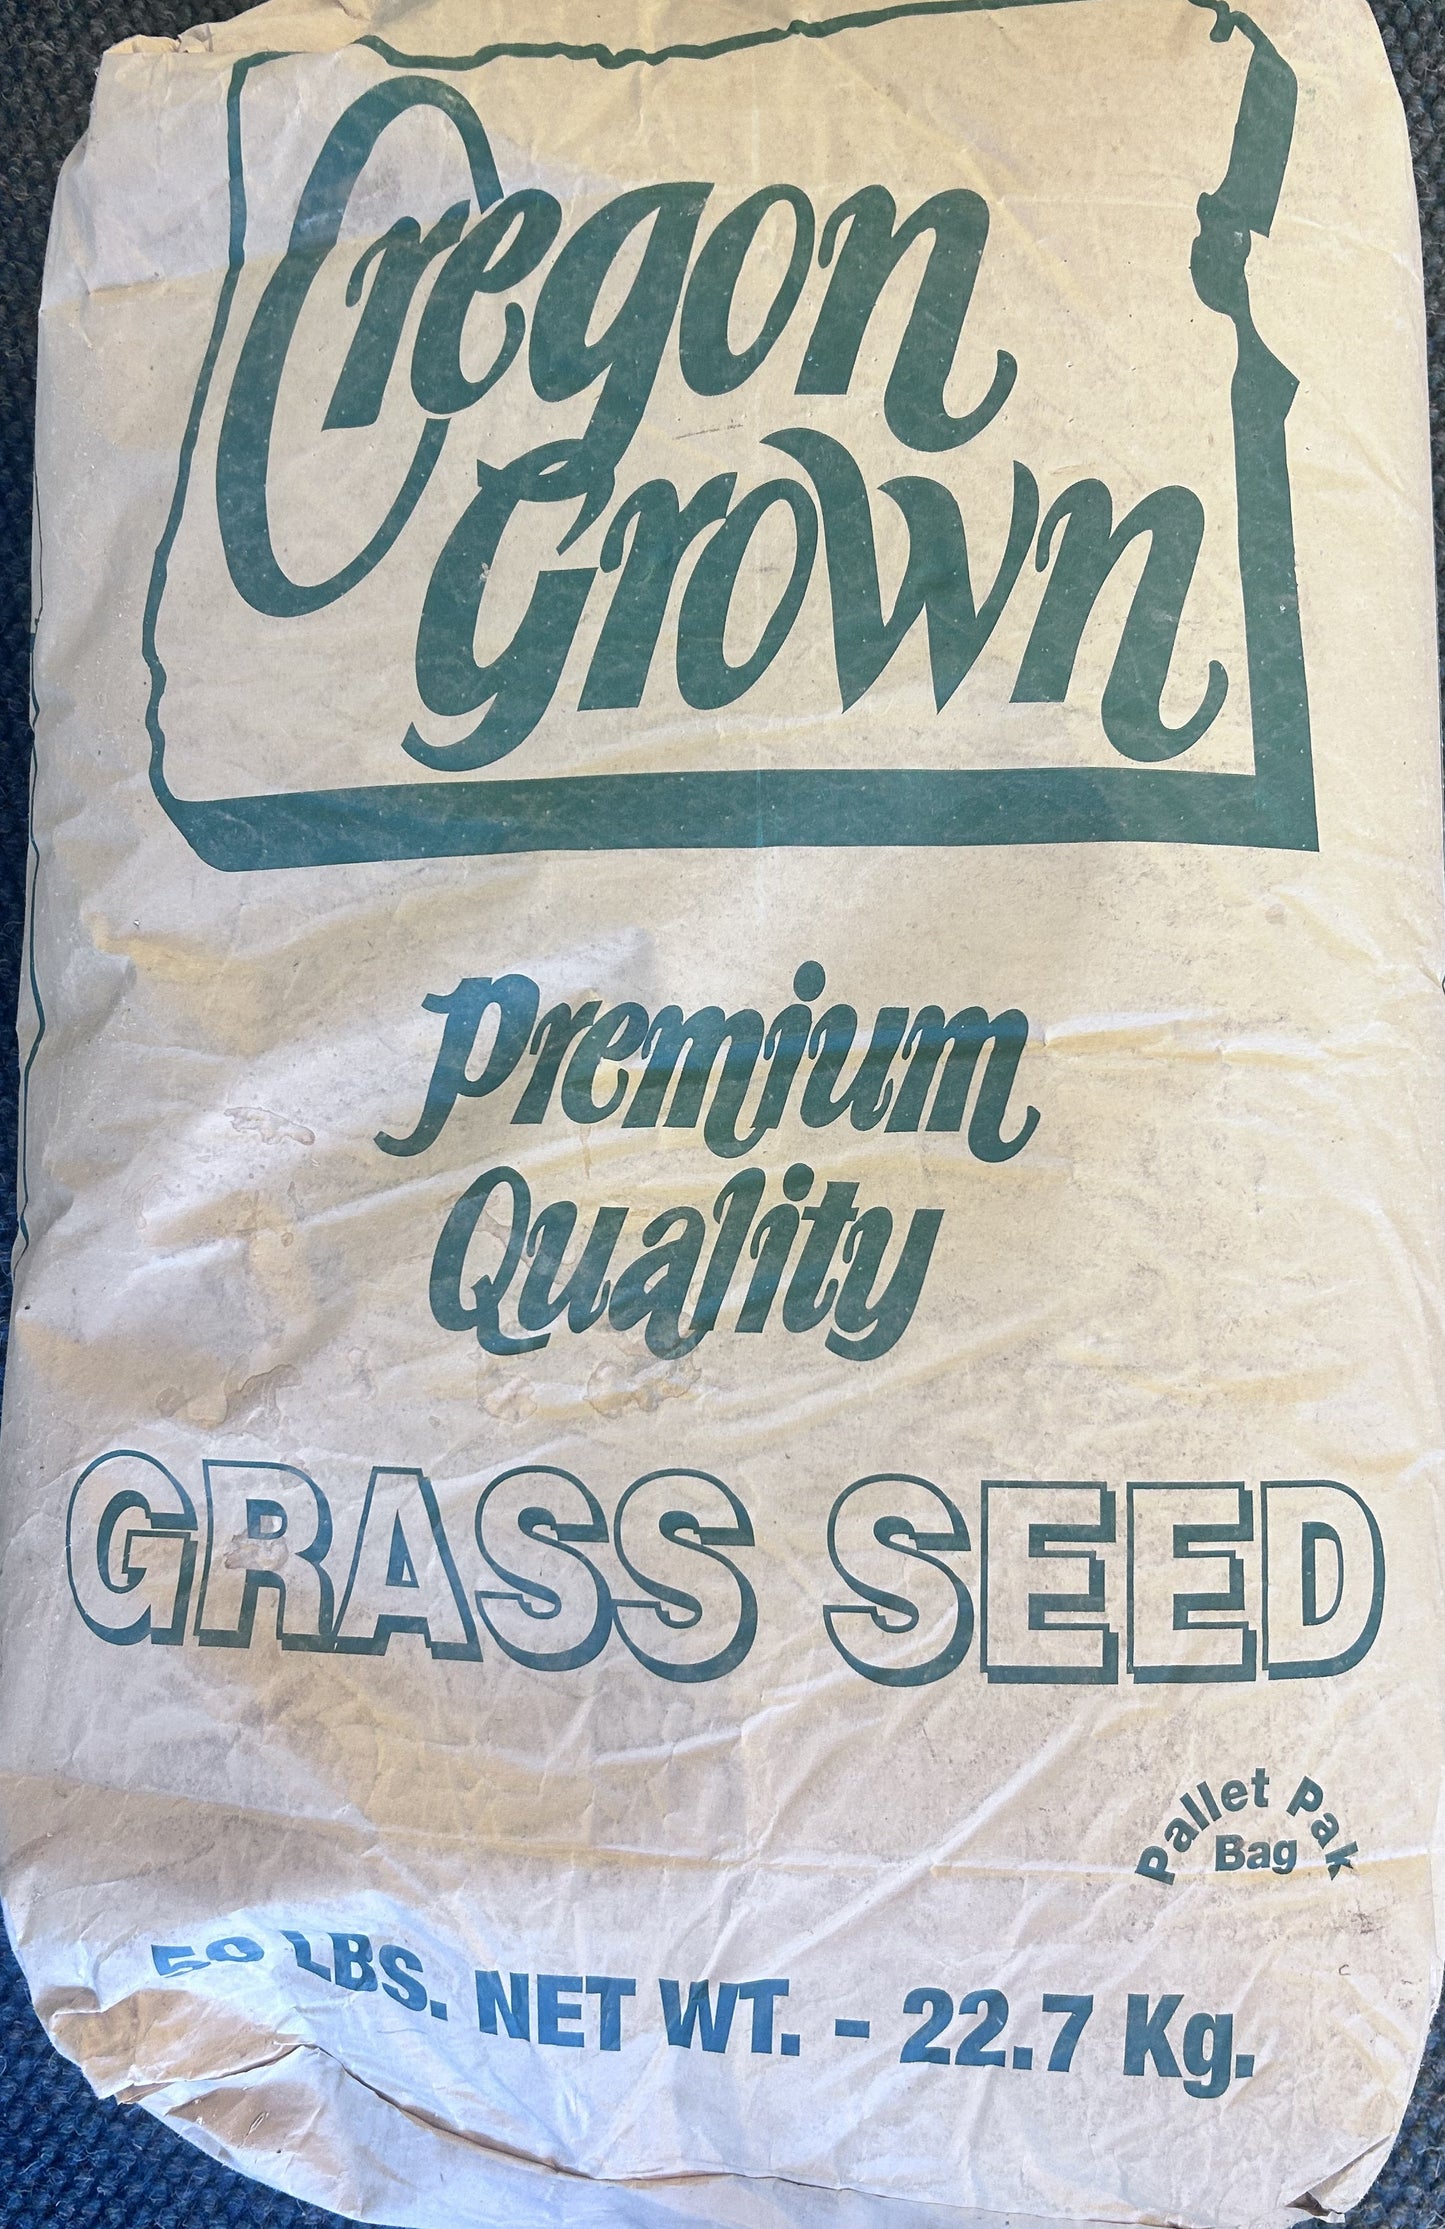 Oregon
Grown
Premium
Quality
GRASS SEED
Pallet Pak
Bag
50 LBS. NET WT. - 22.7 Kg.